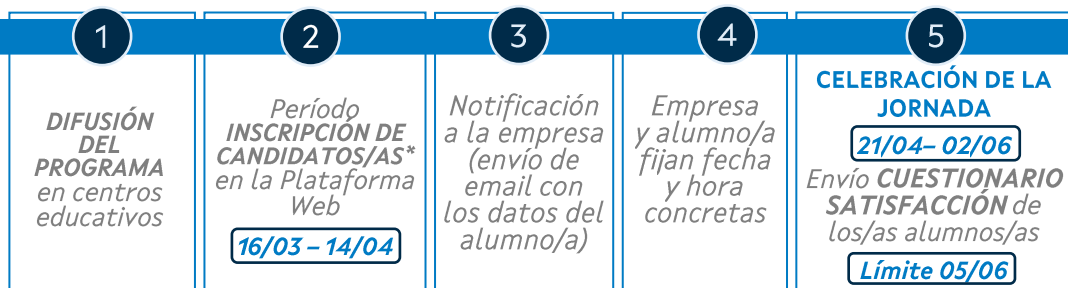 1
DIFUSIÓN
DEL
PROGRAMA
en centros
educativos
2
Período
INSCRIPCIÓN DE
CANDIDATOS/AS*
en la Plataforma
Web
16/03 – 14/04
3
Notificación
a la empresa
(envío de
email con
los datos del
alumno/a)
4
Empresa
y alumno/a
fijan fecha
y hora
concretas
5
CELEBRACIÓN DE LA
JORNADA
21/04– 02/06
Envío CUESTIONARIO
SATISFACCIÓN de
los/as alumnos/as
Límite 05/06